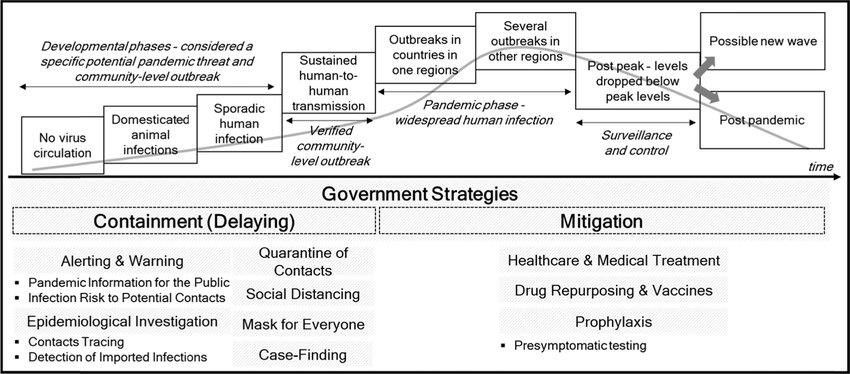 Developmental phases - considered a
specific potential pandemic threat and
community-level outbreak
No virus
circulation
Domesticated
animal
infections
Sporadic
human
infection
Sustained
human-to-
human
transmission
Verified
community-
level outbreak
Outbreaks in
countries in
one regions
Several
outbreaks in
other regions
Pandemic phase -
widespread human infection
Post peak - levels
dropped below
peak levels
Surveillance
and control
Possible new wave
Post pandemic
time
Government Strategies
Containment (Delaying)
Mitigation
Alerting & Warning
▪ Pandemic Information for the Public
▪ Infection Risk to Potential Contacts
Epidemiological Investigation
▪ Contacts Tracing
▪ Detection of Imported Infections
Quarantine of
Contacts
Social Distancing
Mask for Everyone
Case-Finding
Healthcare & Medical Treatment
Drug Repurposing & Vaccines
Prophylaxis
▪ Presymptomatic testing